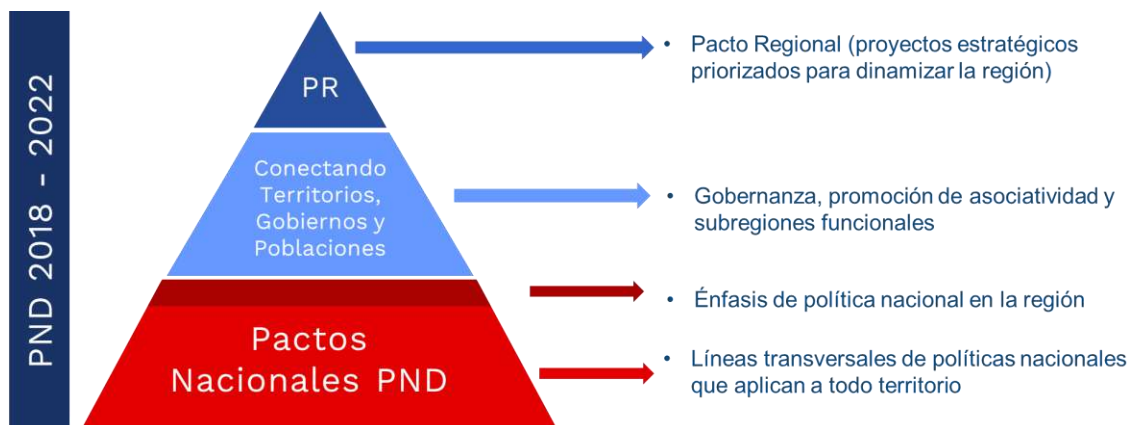 PND 2018 - 2022
PR
• Pacto Regional (proyectos estratégicos
priorizados para dinamizar la región)
Conectando
Territorios,
Gobiernos y
Poblaciones
• Gobernanza, promoción de asociatividad y
subregiones funcionales
• Énfasis de política nacional en la región
Pactos
Nacionales PND
• Líneas transversales de políticas nacionales
que aplican a todo territorio